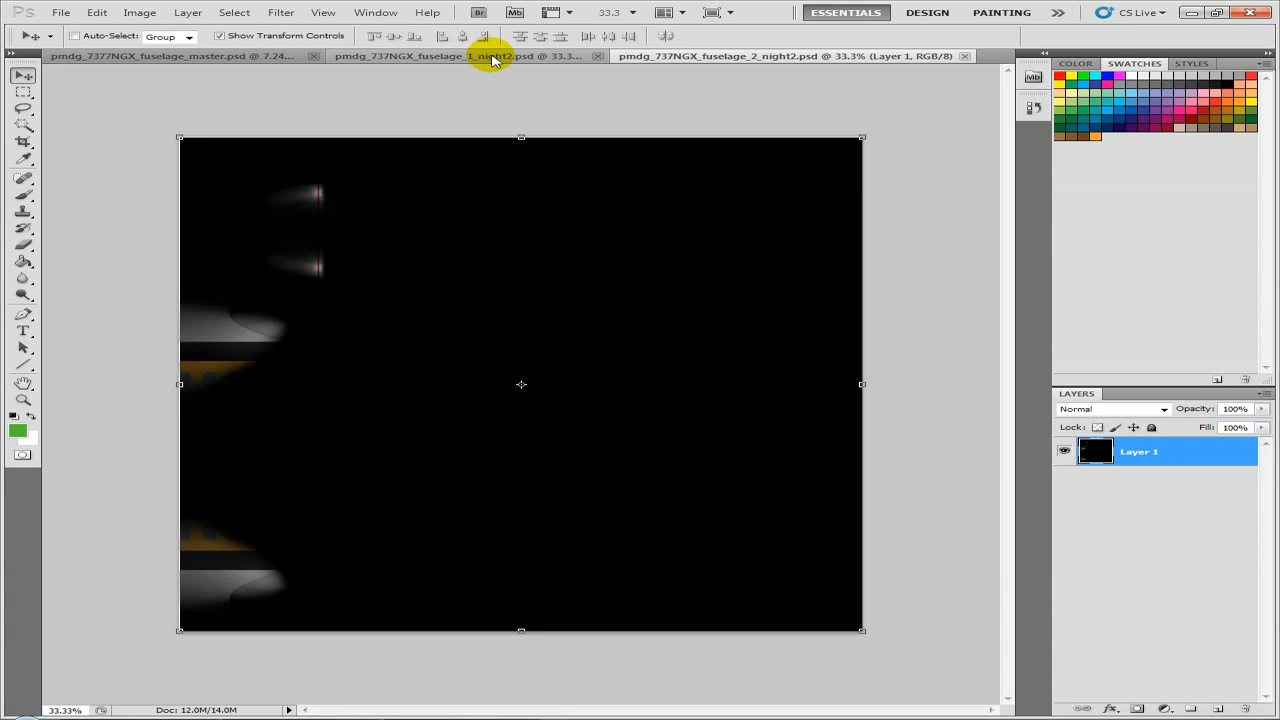 Ps File Edit Image Layer Select Filter View Window Help Br Mb 33.3 ESSENTIALS DESIGN PAINTING CS Live
Auto-Select: Group Show Transform Controls
pmdg_7377NGX_fuselage_master.psd @ 7.24... pmdg_737NGX_fuselage_1_night2.psd @ 33.3... pmdg_737NGX_fuselage_2_night2.psd @ 33.3% (Layer 1, RGB/8)
COLOR SWATCHES STYLES
Mb
LAYERS
Normal Opacity: 100%
Lock: Fill: 100%
Layer 1
33.33% Doc: 12.0M/14.0M